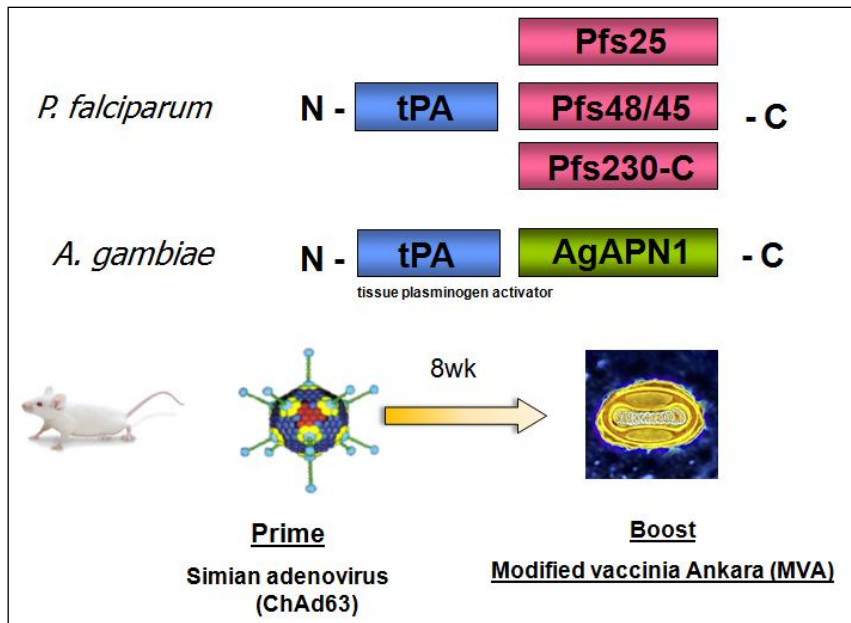 Pfs25
P. falciparum N - tPA Pfs48/45 - C
Pfs230-C
A. gambiae N - tPA AgAPN1 - C
tissue plasminogen activator
8wk
Prime
Simian adenovirus
(ChAd63)
Boost
Modified vaccinia Ankara (MVA)